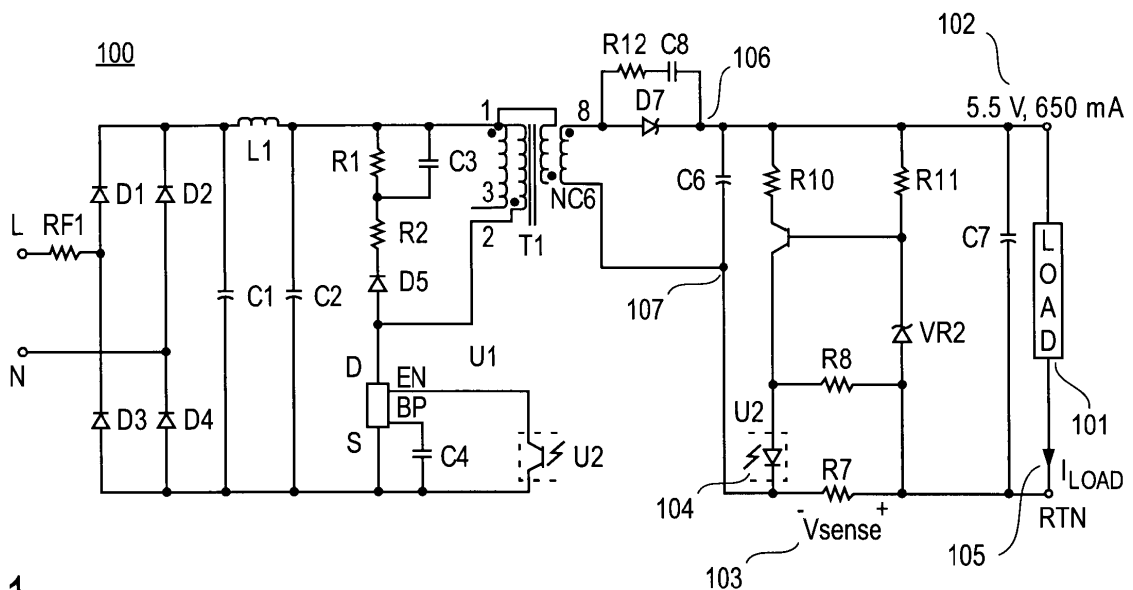 100
102
R12
C8
106
D7
5.5 V, 650 mA
1
8
L1
R1
C3
C6
R10
R11
D1
D2
3
NC6
L
RF1
R2
2
T1
C7
LOAD
107
D5
C1
C2
U1
VR2
N
D
EN
R8
D3
D4
BP
U2
101
S
C4
U2
R7
ILOAD
104
- Vsense +
RTN
103
105
1